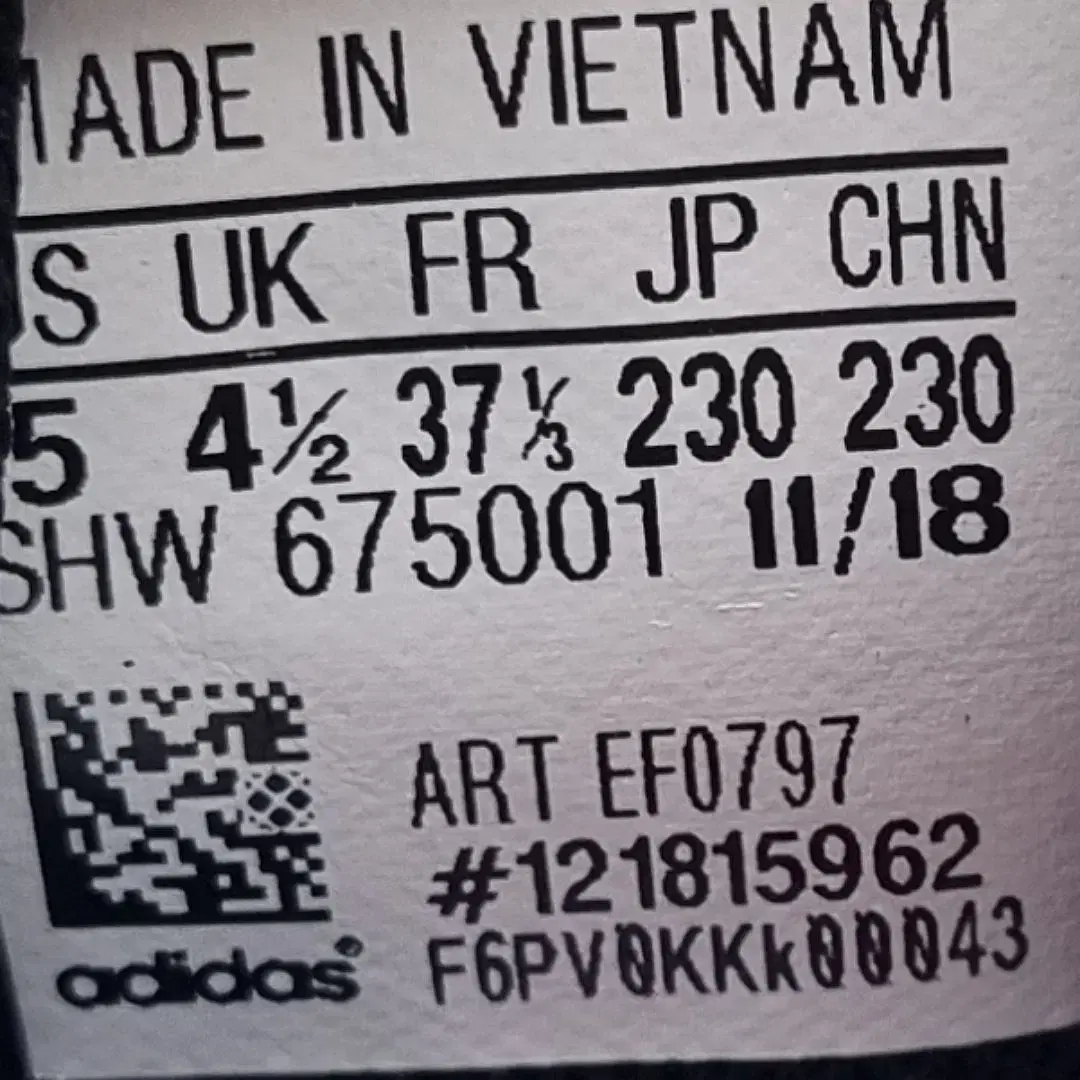 MADE IN VIETNAM
US UK FR JP CHN
5 4½ 37⅓ 230 230
SHW 675001 11/18
ART EF0797
#121815962
F6PV0KKk00043
adidas®